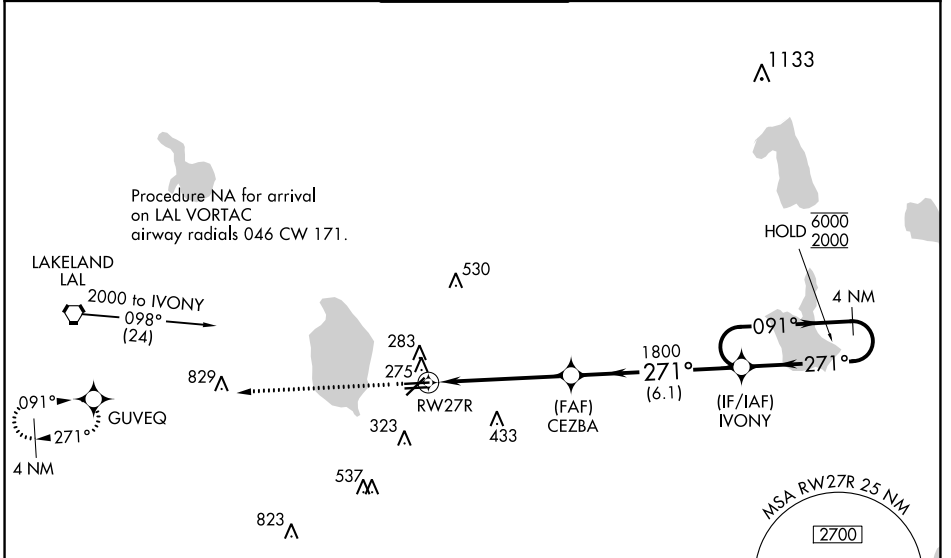 1133
Procedure NA for arrival
on LAL VORTAC
airway radials 046 CW 171.
HOLD 6000
2000
LAKELAND
LAL
2000 to IVONY
098°
(24)
530
4 NM
091°
271°
283
275
1800
271°
(6.1)
829
RW27R
(FAF)
CEZBA
(IF/IAF)
IVONY
091°
GUVEQ
271°
4 NM
323
433
537
823
MSA RW27R 25 NM
2700